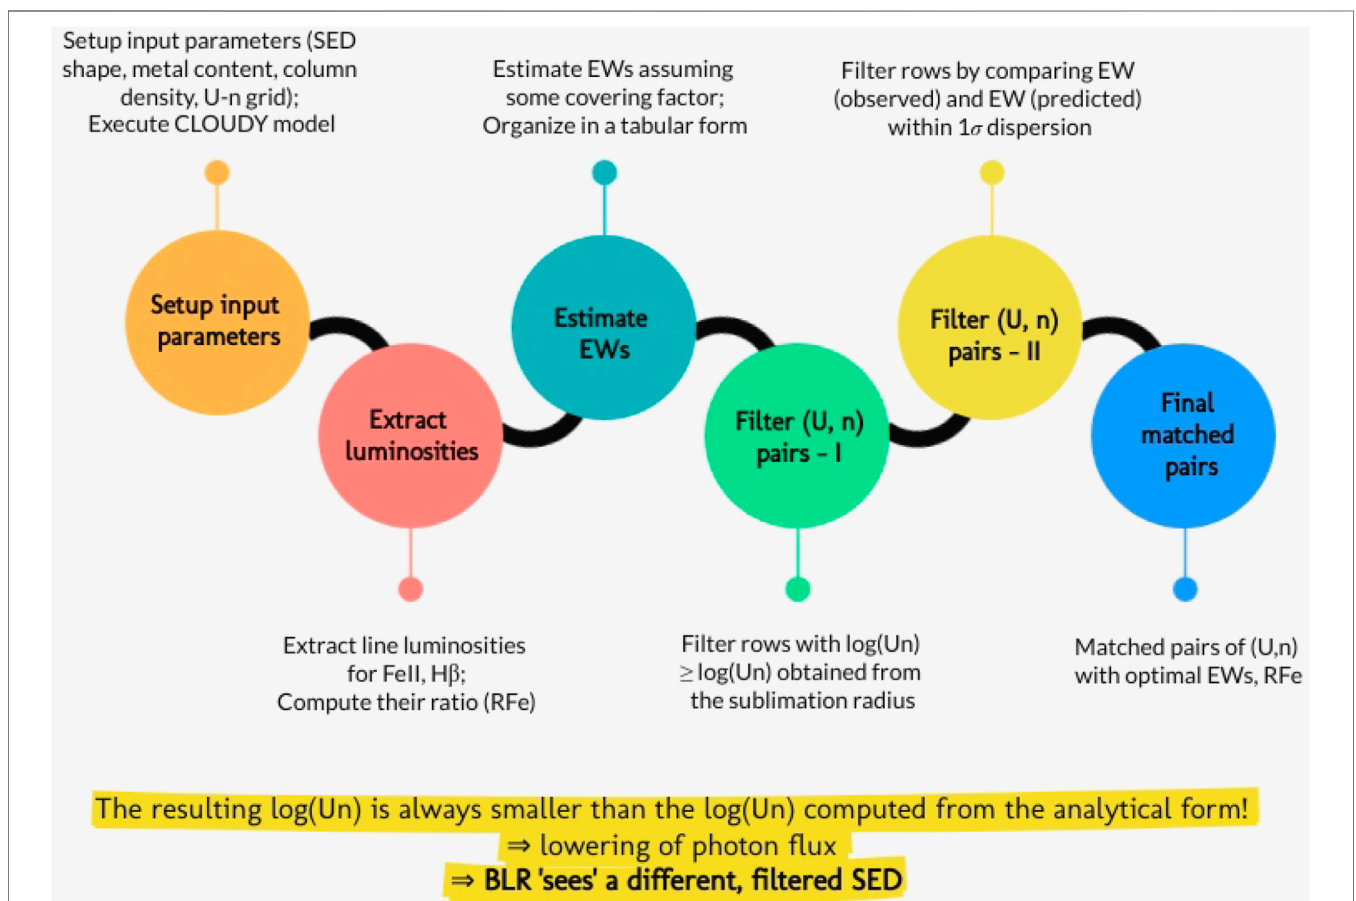 Setup input parameters (SED
shape, metal content, column
density, U-n grid);
Execute CLOUDY model
Setup input
parameters
Extract
luminosities
Extract line luminosities
for FeII, Hβ;
Compute their ratio (RFe)
Estimate EWs assuming
some covering factor;
Organize in a tabular form
Estimate
EWs
Filter (U, n)
pairs - I
Filter rows with log(Un)
≥ log(Un) obtained from
the sublimation radius
Filter rows by comparing EW
(observed) and EW (predicted)
within 1σ dispersion
Filter (U, n)
pairs - II
Final
matched
pairs
Matched pairs of (U,n)
with optimal EWs, RFe
The resulting log(Un) is always smaller than the log(Un) computed from the analytical form!
⇒ lowering of photon flux
⇒ BLR 'sees' a different, filtered SED